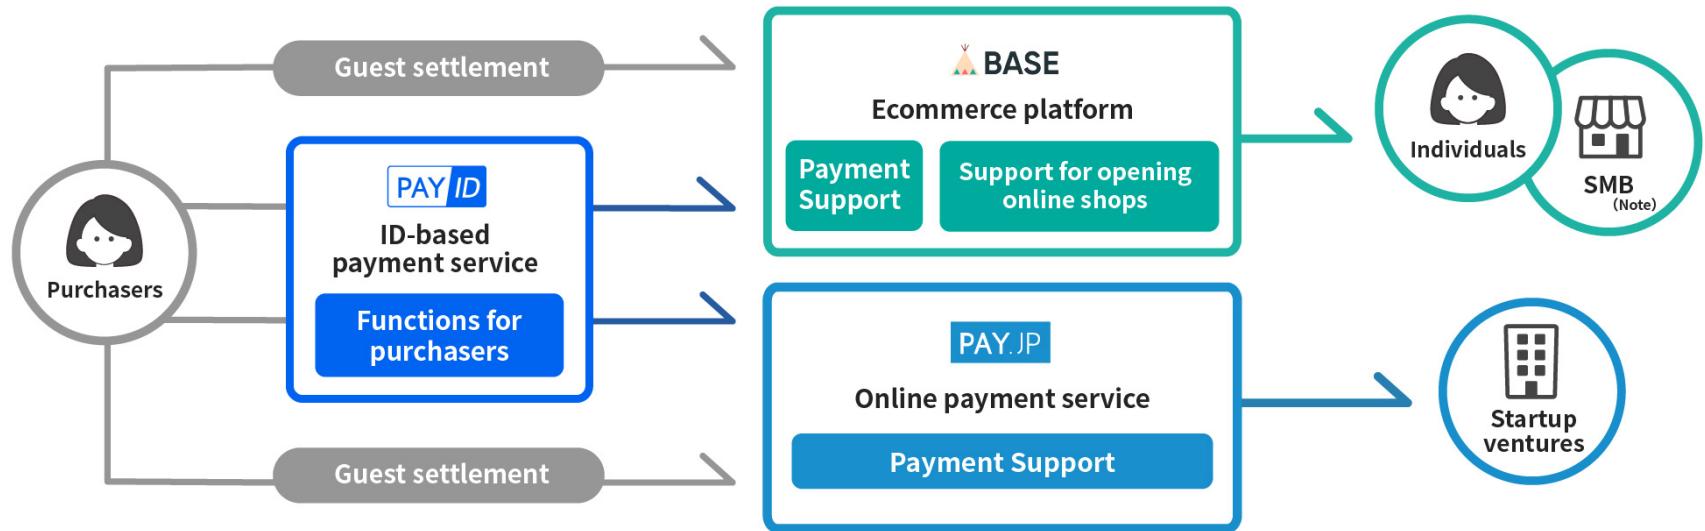 Guest settlement
BASE
Ecommerce platform
Payment
Support
Support for opening
online shops
Individuals
SMB
(Note)
Purchasers
PAY ID
ID-based
payment service
Functions for
purchasers
PAY.JP
Online payment service
Payment Support
Startup
ventures
Guest settlement